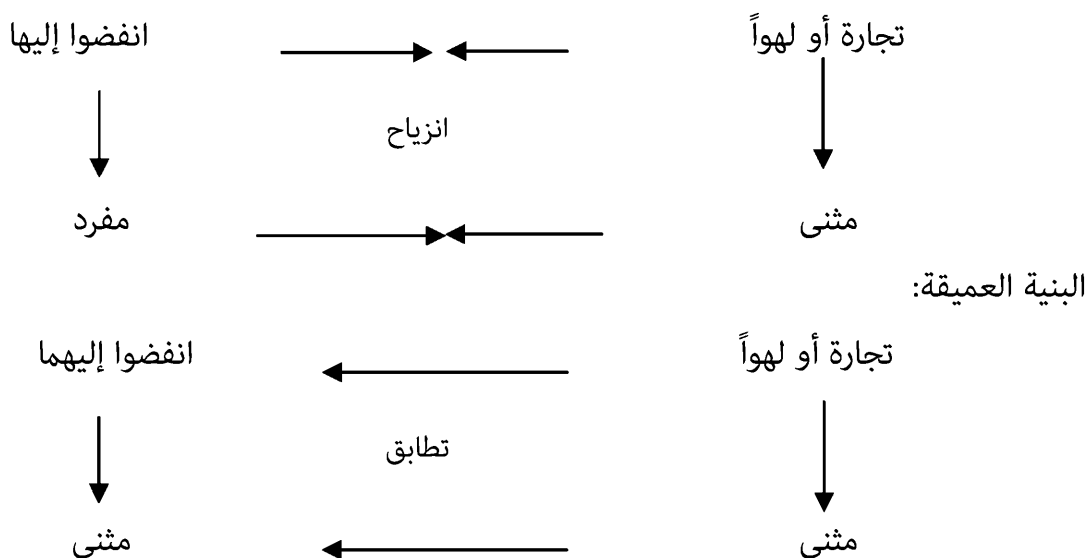 تجارة أو لهواً انفضوا إليها
انزياح
مثنى مفرد
البنية العميقة:
تجارة أو لهواً انفضوا إليهما
تطابق
مثنى مثنى